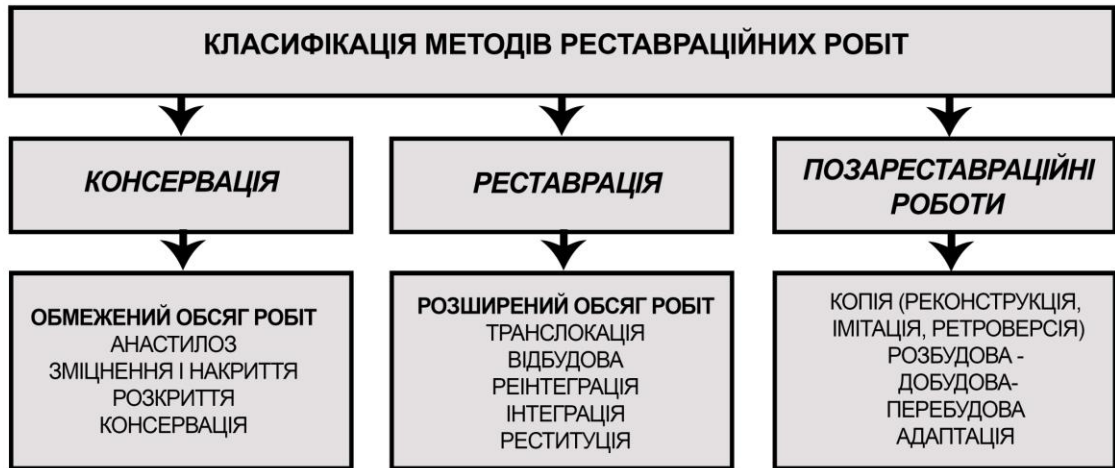 КЛАСИФІКАЦІЯ МЕТОДІВ РЕСТАВРАЦІЙНИХ РОБІТ
КОНСЕРВАЦІЯ
ОБМЕЖЕНИЙ ОБСЯГ РОБІТ
АНАСТИЛОЗ
ЗМІЦНЕННЯ І НАКРИТТЯ
РОЗКРИТТЯ
КОНСЕРВАЦІЯ
РЕСТАВРАЦІЯ
РОЗШИРЕНИЙ ОБСЯГ РОБІТ
ТРАНСЛОКАЦІЯ
ВІДБУДОВА
РЕІНТЕГРАЦІЯ
ІНТЕГРАЦІЯ
РЕСТИТУЦІЯ
ПОЗАРЕСТАВРАЦІЙНІ
РОБОТИ
КОПІЯ (РЕКОНСТРУКЦІЯ,
ІМІТАЦІЯ, РЕТРОВЕРСІЯ)
РОЗБУДОВА -
ДОБУДОВА-
ПЕРЕБУДОВА
АДАПТАЦІЯ